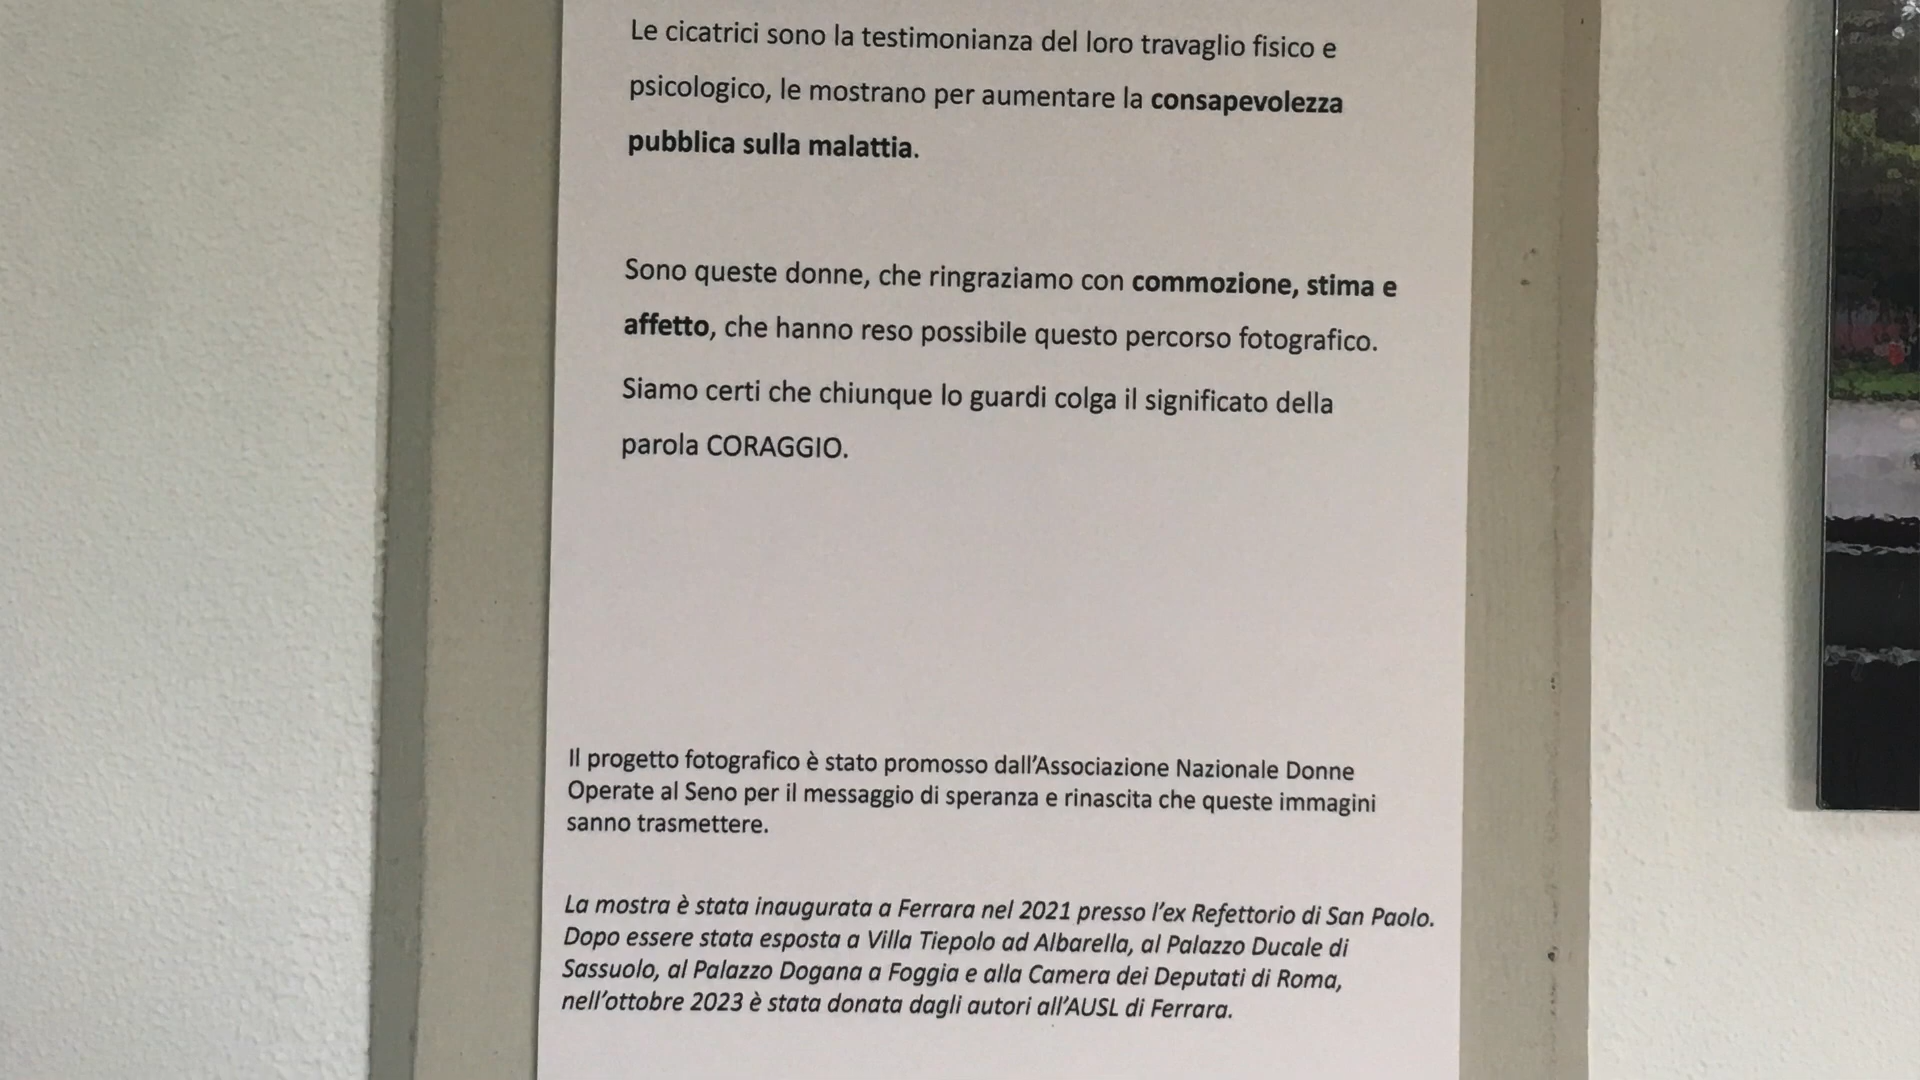 Le cicatrici sono la testimonianza del loro travaglio fisico e
psicologico, le mostrano per aumentare la consapevolezza
pubblica sulla malattia.
Sono queste donne, che ringraziamo con commozione, stima e
affetto, che hanno reso possibile questo percorso fotografico.
Siamo certi che chiunque lo guardi colga il significato della
parola CORAGGIO.
Il progetto fotografico è stato promosso dall'Associazione Nazionale Donne
Operate al Seno per il messaggio di speranza e rinascita che queste immagini
sanno trasmettere.
La mostra è stata inaugurata a Ferrara nel 2021 presso l'ex Refettorio di San Paolo.
Dopo essere stata esposta a Villa Tiepolo ad Albarella, al Palazzo Ducale di
Sassuolo, al Palazzo Dogana a Foggia e alla Camera dei Deputati di Roma,
nell'ottobre 2023 è stata donata dagli autori all'AUSL di Ferrara.